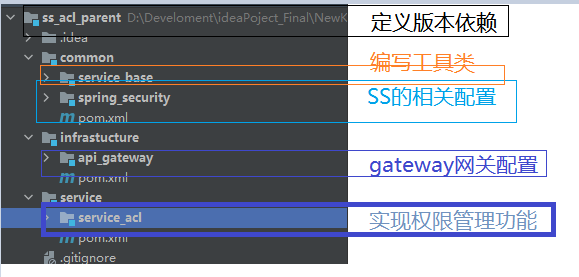 ss_acl_parent D:\Develoment\ideaPoject_Final\NewK 定义版本依赖
.idea
common 编写工具类
service_base
spring_security SS的相关配置
pom.xml
infrastucture
api_gateway gateway网关配置
pom.xml
service
service_acl 实现权限管理功能
pom.xml
.gitignore